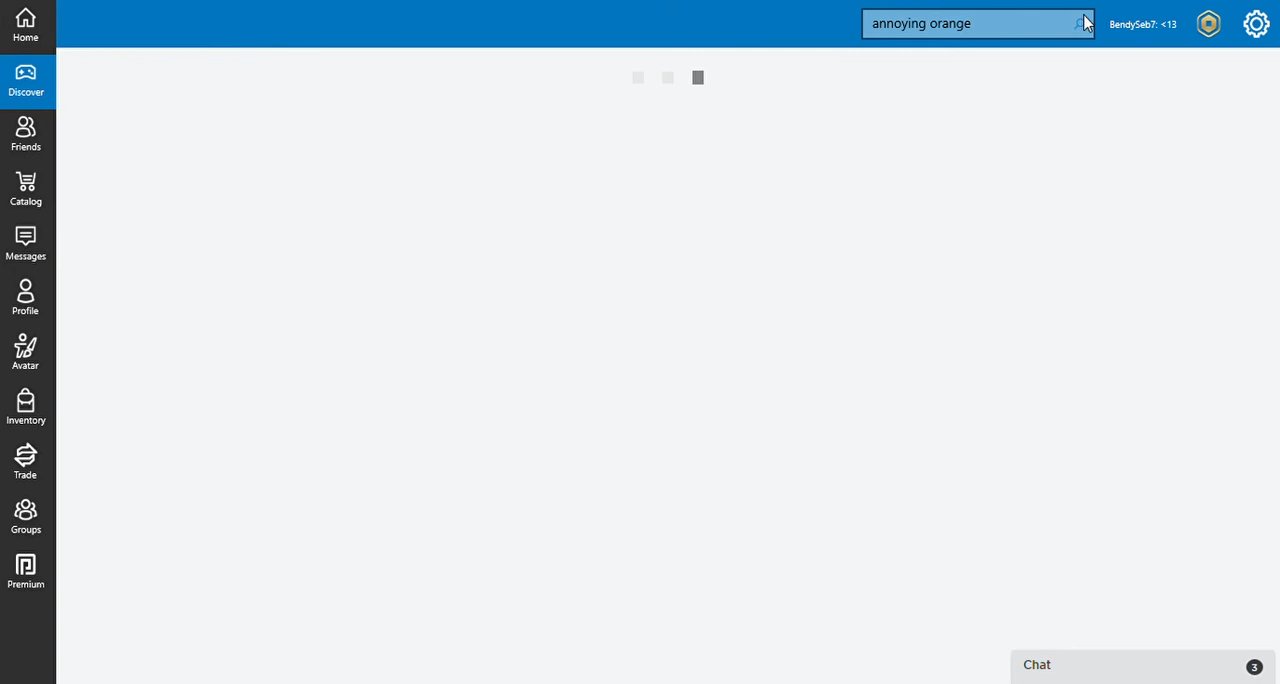 Home
annoying orange
BendySeb7: <13
Discover
Friends
Catalog
Messages
Profile
Avatar
Inventory
Trade
Groups
Premium
Chat
3